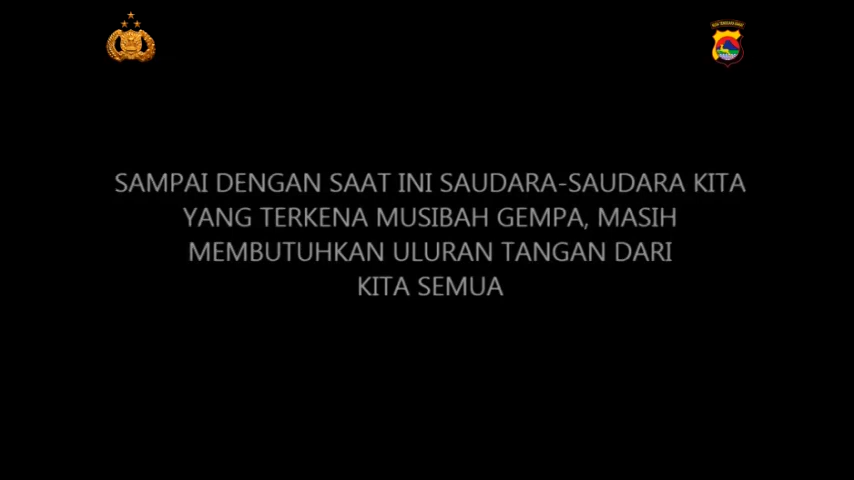 SAMPAI DENGAN SAAT INI SAUDARA-SAUDARA KITA
YANG TERKENA MUSIBAH GEMPA, MASIH
MEMBUTUHKAN ULURAN TANGAN DARI
KITA SEMUA